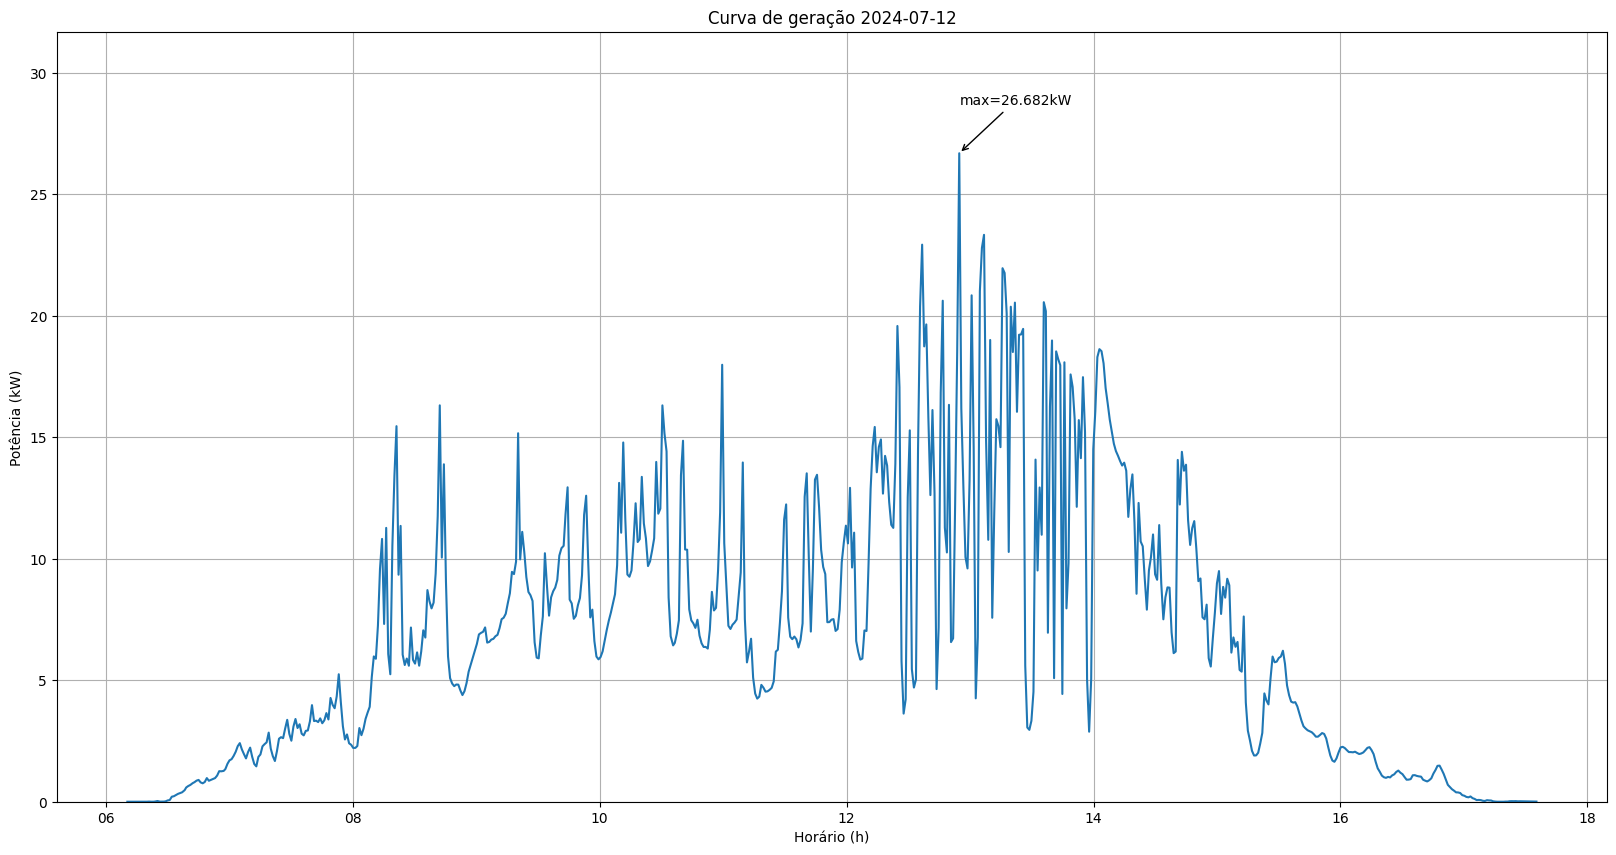 Curva de geração 2024-07-12
30
max=26.682kW
25
20
15
Potência (kW)
10
5
0
06 08 10 12 14 16 18
Horário (h)